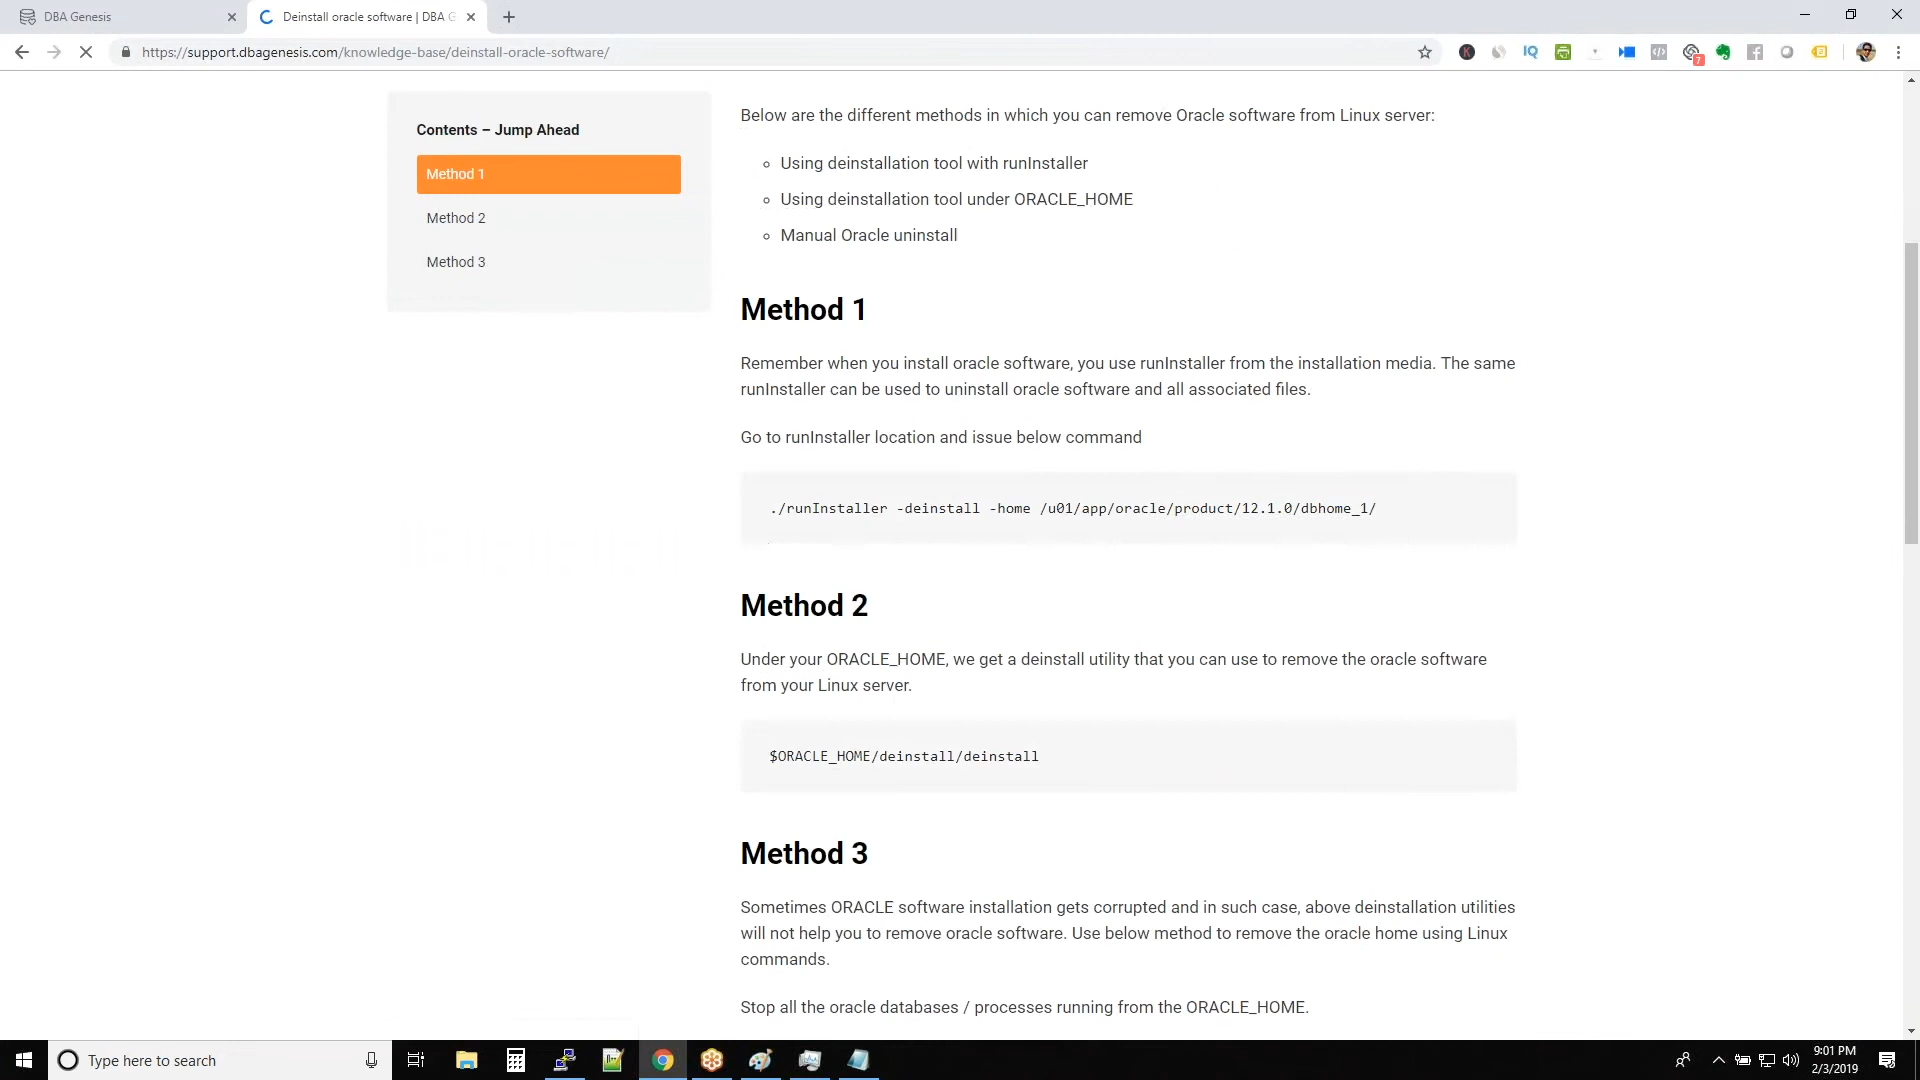 DBA Genesis
Deinstall oracle software | DBA G
https://support.dbagenesis.com/knowledge-base/deinstall-oracle-software/
IQ
7
Contents – Jump Ahead
Method 1
Method 2
Method 3
Below are the different methods in which you can remove Oracle software from Linux server:
Using deinstallation tool with runInstaller
Using deinstallation tool under ORACLE_HOME
Manual Oracle uninstall
Method 1
Remember when you install oracle software, you use runInstaller from the installation media. The same
runInstaller can be used to uninstall oracle software and all associated files.
Go to runInstaller location and issue below command
./runInstaller -deinstall -home /u01/app/oracle/product/12.1.0/dbhome_1/
Method 2
Under your ORACLE_HOME, we get a deinstall utility that you can use to remove the oracle software
from your Linux server.
$ORACLE_HOME/deinstall/deinstall
Method 3
Sometimes ORACLE software installation gets corrupted and in such case, above deinstallation utilities
will not help you to remove oracle software. Use below method to remove the oracle home using Linux
commands.
Stop all the oracle databases / processes running from the ORACLE_HOME.
Type here to search
9:01 PM
2/3/2019